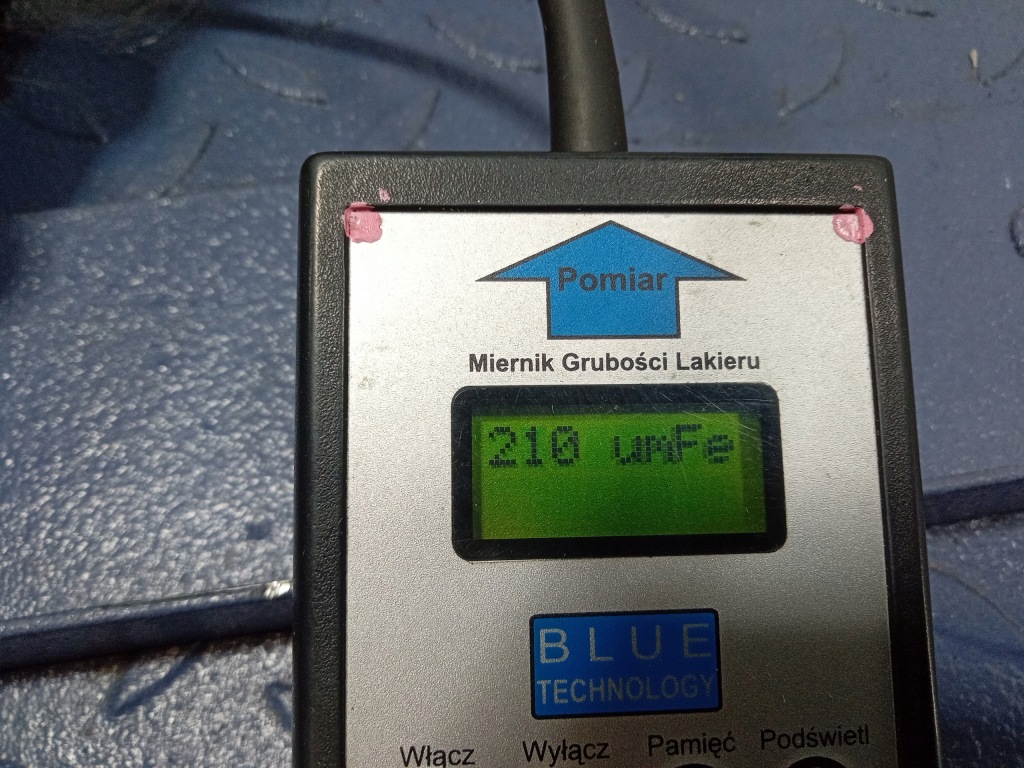 Pomiar
Miernik Grubości Lakieru
210 umFe
BLUE
TECHNOLOGY
Włącz Wyłącz Pamięć Podświetl